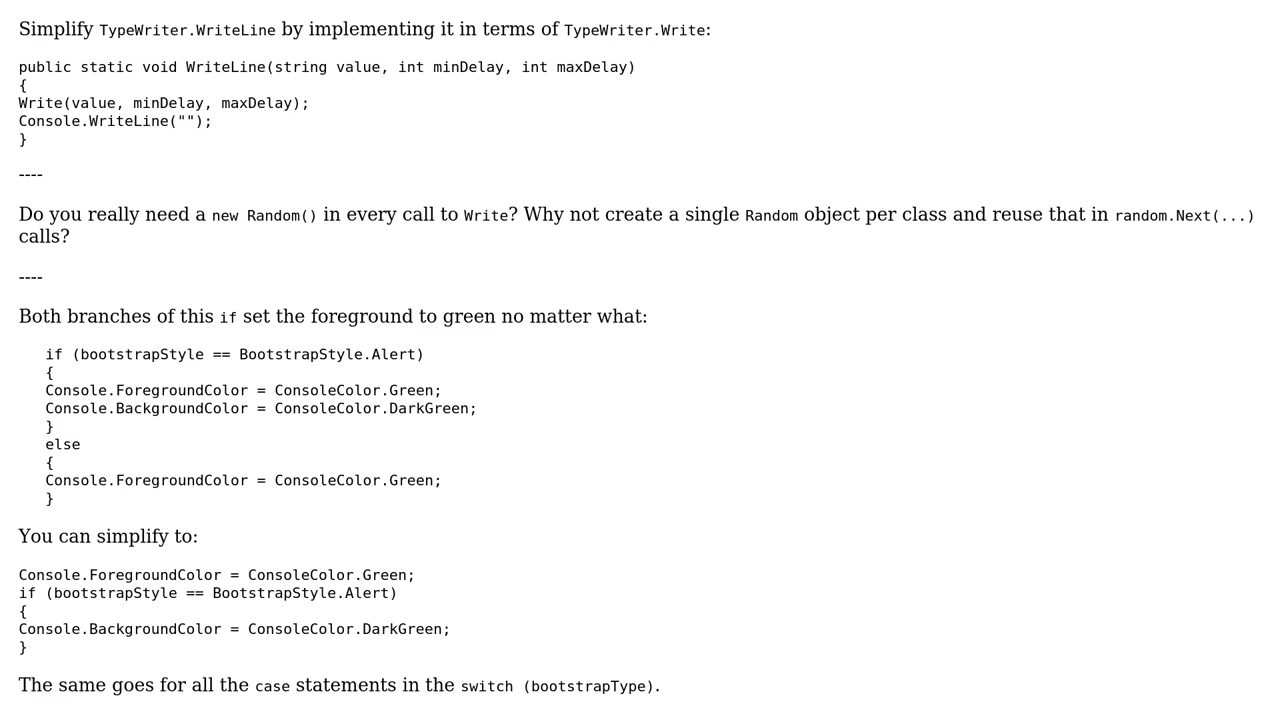 Simplify TypeWriter.WriteLine by implementing it in terms of TypeWriter.Write:
public static void WriteLine(string value, int minDelay, int maxDelay)
{
Write(value, minDelay, maxDelay);
Console.WriteLine("");
}
----
Do you really need a new Random() in every call to Write? Why not create a single Random object per class and reuse that in random.Next(...)
calls?
----
Both branches of this if set the foreground to green no matter what:
if (bootstrapStyle == BootstrapStyle.Alert)
{
Console.ForegroundColor = ConsoleColor.Green;
Console.BackgroundColor = ConsoleColor.DarkGreen;
}
else
{
Console.ForegroundColor = ConsoleColor.Green;
}
You can simplify to:
Console.ForegroundColor = ConsoleColor.Green;
if (bootstrapStyle == BootstrapStyle.Alert)
{
Console.BackgroundColor = ConsoleColor.DarkGreen;
}
The same goes for all the case statements in the switch (bootstrapType).